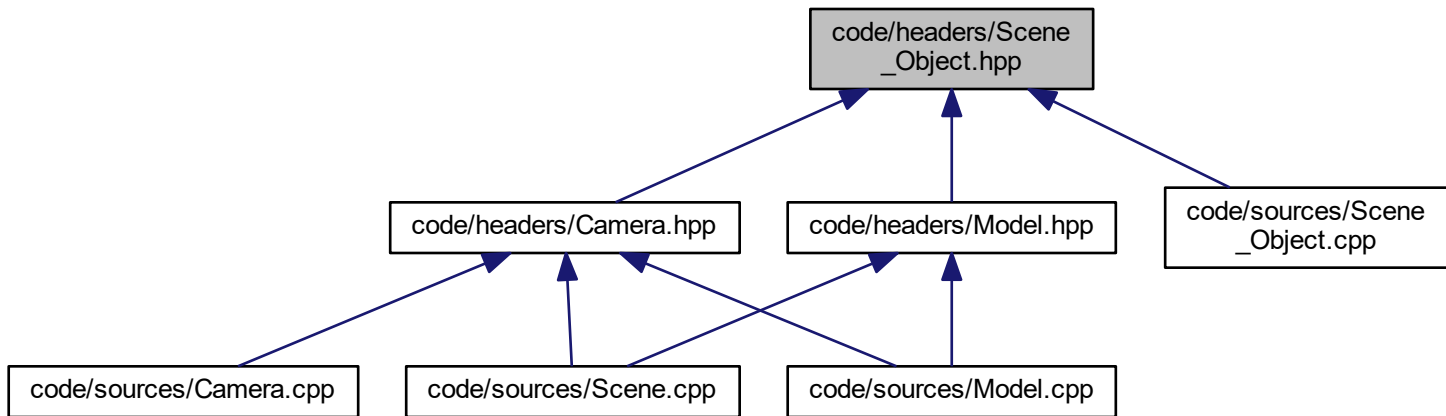 code/headers/Scene
_Object.hpp
code/headers/Camera.hpp
code/headers/Model.hpp
code/sources/Scene
_Object.cpp
code/sources/Camera.cpp
code/sources/Scene.cpp
code/sources/Model.cpp